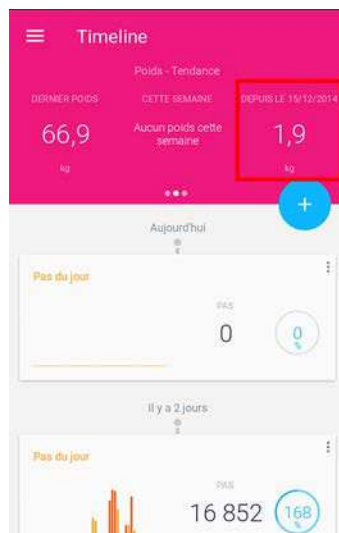 Timeline
Poids - Tendance
DERNIER POIDS
CETTE SEMAINE
DEPUIS LE 15/12/2014
66,9
Aucun poids cette
semaine
1,9
kg
kg
+
Aujourd'hui
Pas du jour
PAS
0
0
%
Il y a 2 jours
Pas du jour
PAS
16 852
168
%